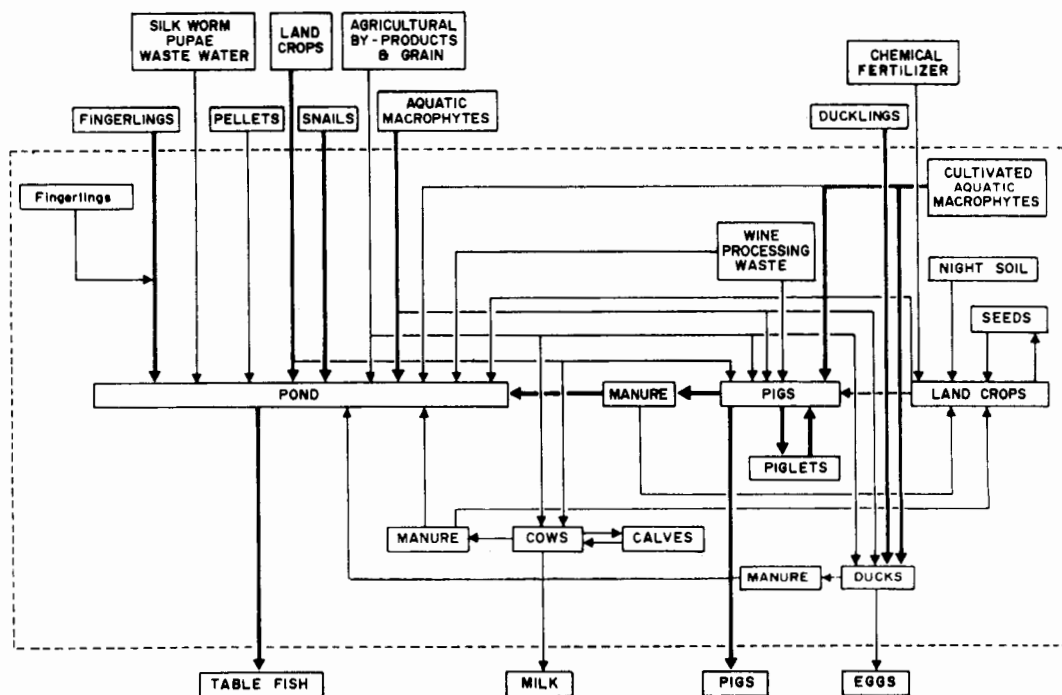 SILK WORM
PUPAE
WASTE WATER
LAND
CROPS
AGRICULTURAL
BY-PRODUCTS
& GRAIN
CHEMICAL
FERTILIZER
FINGERLINGS
PELLETS
SNAILS
AQUATIC
MACROPHYTES
DUCKLINGS
Fingerlings
CULTIVATED
AQUATIC
MACROPHYTES
WINE
PROCESSING
WASTE
NIGHT SOIL
SEEDS
POND
MANURE
PIGS
LAND CROPS
PIGLETS
MANURE
COWS
CALVES
MANURE
DUCKS
TABLE FISH
MILK
PIGS
EGGS